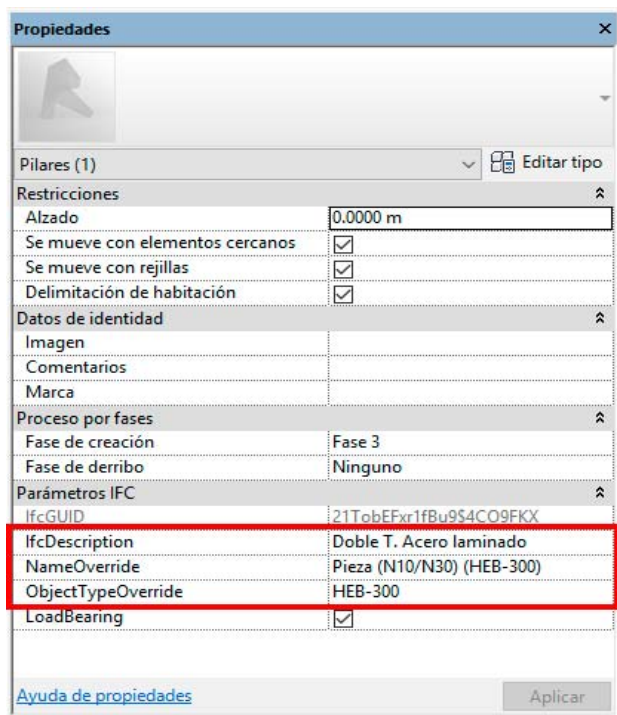 Propiedades
Pilares (1) Editar tipo
Restricciones
Alzado 0.0000 m
Se mueve con elementos cercanos
Se mueve con rejillas
Delimitación de habitación
Datos de identidad
Imagen
Comentarios
Marca
Proceso por fases
Fase de creación Fase 3
Fase de derribo Ninguno
Parámetros IFC
IfcGUID 21TobEFxr1fBu9$4CO9FKX
IfcDescription Doble T. Acero laminado
NameOverride Pieza (N10/N30) (HEB-300)
ObjectTypeOverride HEB-300
LoadBearing
Ayuda de propiedades Aplicar